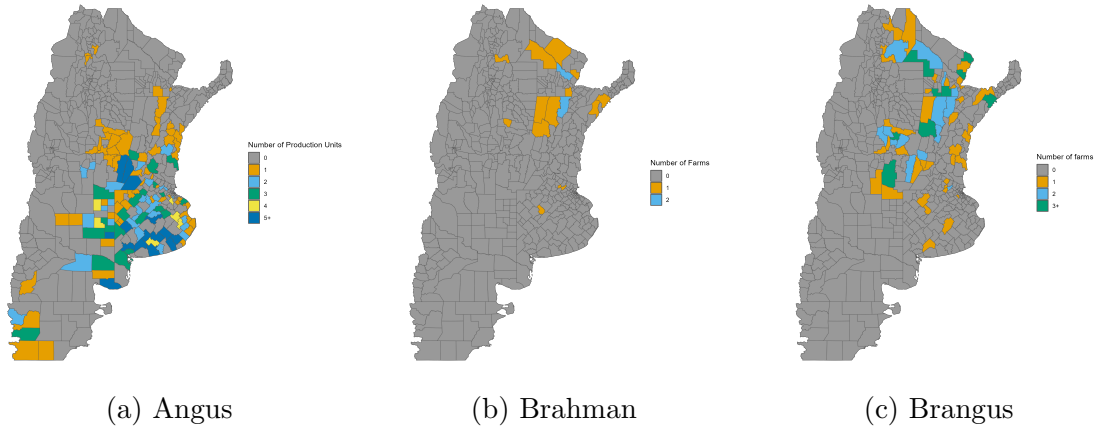 Number of Production Units
0
1
2
3
4
5+
Number of Farms
0
1
2
Number of farms
0
1
2
3+
(a) Angus
(b) Brahman
(c) Brangus